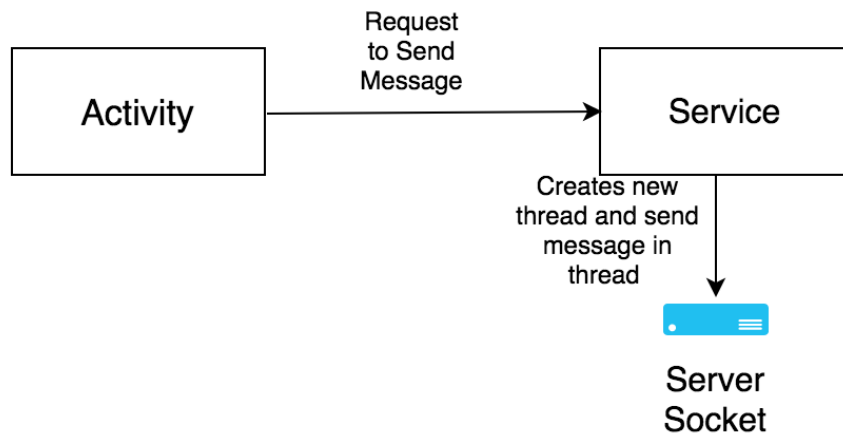 Request
to Send
Message
Activity
Service
Creates new
thread and send
message in
thread
Server
Socket